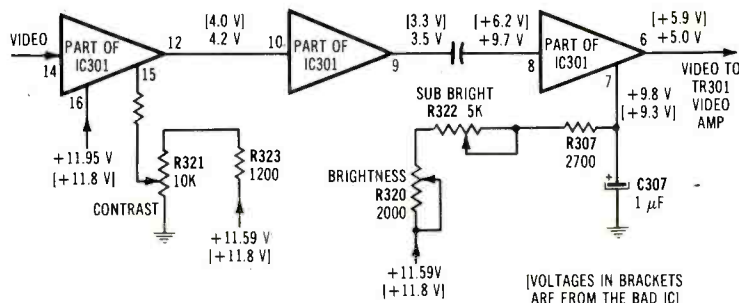 VIDEO
14
PART OF
IC301
16
15
12
[4.0 V]
4.2 V
10
PART OF
IC301
9
[3.3 V]
3.5 V
[+6.2 V]
+9.7 V
8
PART OF
IC301
6
7
[+5.9 V]
+5.0 V
VIDEO TO
TR301
VIDEO
AMP
+11.95 V
[+11.8 V]
R321
10K
CONTRAST
R323
1200
+11.59 V
[+11.8 V]
SUB BRIGHT
R322 5K
BRIGHTNESS
R320
2000
+11.59V
[+11.8 V]
R307
2700
+9.8 V
[+9.3 V]
+
C307
1 µF
[VOLTAGES IN BRACKETS
ARE FROM THE BAD IC]